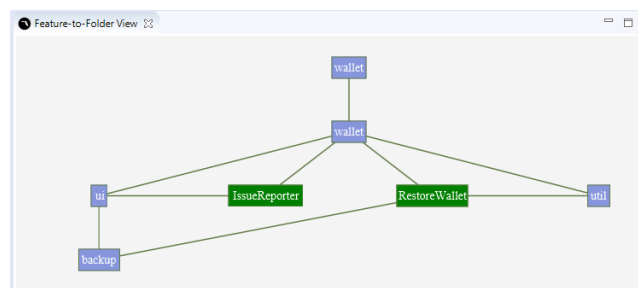 Feature-to-Folder View
wallet
wallet
ui
IssueReporter
RestoreWallet
util
backup